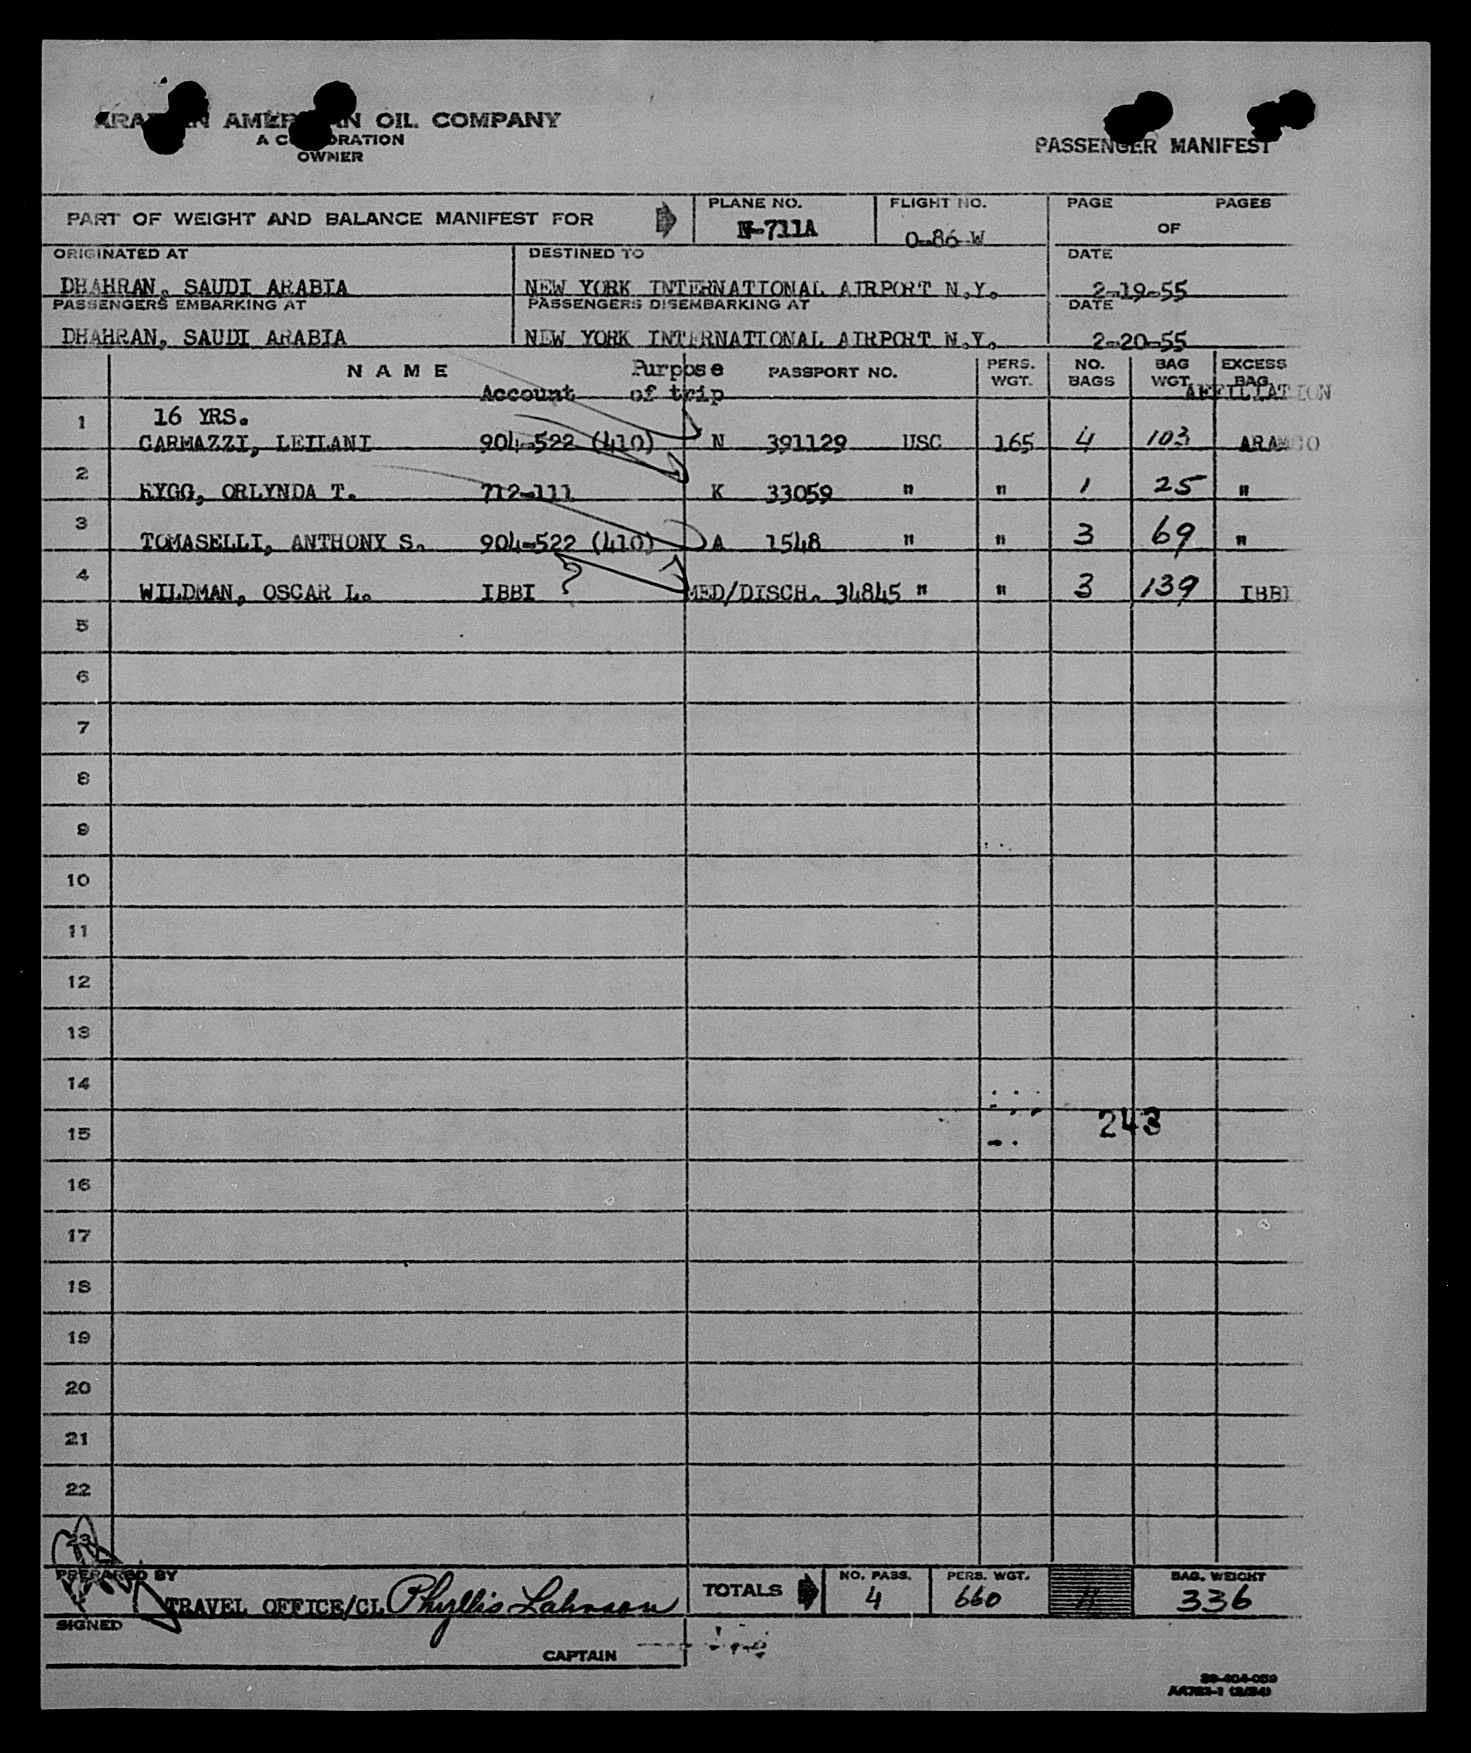 ARABIAN AMERICAN OIL COMPANY
A CORPORATION
OWNER
PASSENGER MANIFEST
PART OF WEIGHT AND BALANCE MANIFEST FOR
PLANE NO.
N-711A
FLIGHT NO.
O-86-W
PAGE OF PAGES
ORIGINATED AT
DHAHRAN, SAUDI ARABIA
DESTINED TO
NEW YORK INTERNATIONAL AIRPORT N.Y.
DATE
2-19-55
PASSENGERS EMBARKING AT
DHAHRAN, SAUDI ARABIA
PASSENGERS DISEMBARKING AT
NEW YORK INTERNATIONAL AIRPORT N.Y.
DATE
2-20-55
NAME Account Purpose of trip PASSPORT NO. PERS. WGT. NO. BAGS BAG WGT. EXCESS BAG. AFFILIATION
16 YRS.
1 CARMAZZI, LEILANI 904-522 (410) N 391129 USC 165 4 103 ARAMCO
2 RYGG, ORLYNDA T. 712-111 K 33059 " " 1 25 "
3 TOMASELLI, ANTHONY S. 904-522 (410) A 1548 " " 3 69 "
4 WILDMAN, OSCAR L. IBBI ? MED/DISCH. 34845 " " 3 139 IBBI
5
6
7
8
9
10
11
12
13
14
15 243
16
17
18
19
20
21
22
23
PREPARED BY
TRAVEL OFFICE/CL Phyllis Lahnson
TOTALS
NO. PASS.
4
PERS. WGT.
660
11
BAG. WEIGHT
336
SIGNED
CAPTAIN